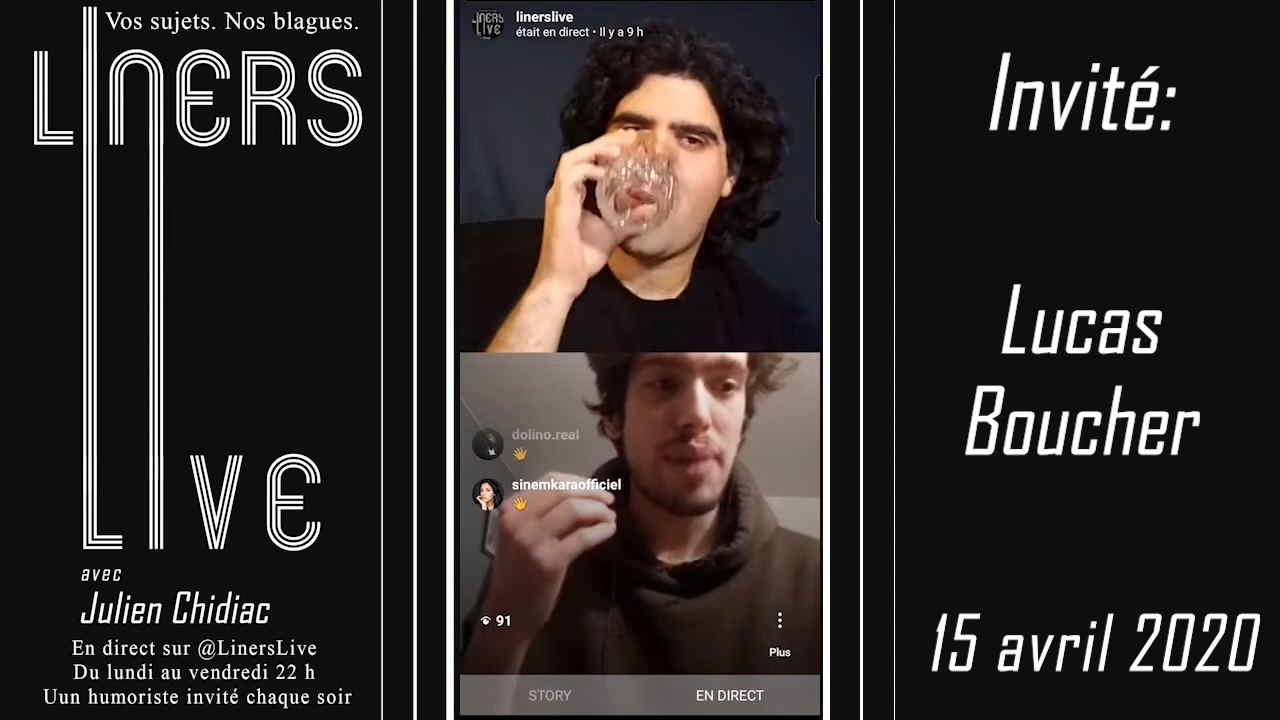 Vos sujets. Nos blagues.
LINERS
LIVE
avec
Julien Chidiac
En direct sur @LinersLive
Du lundi au vendredi 22 h
Uun humoriste invité chaque soir
LINERS
LIVE
linerslive
était en direct • Il y a 9 h
dolino.real
👋
sinemkaraofficiel
👋
91
Plus
STORY
EN DIRECT
Invité:
Lucas
Boucher
15 avril 2020